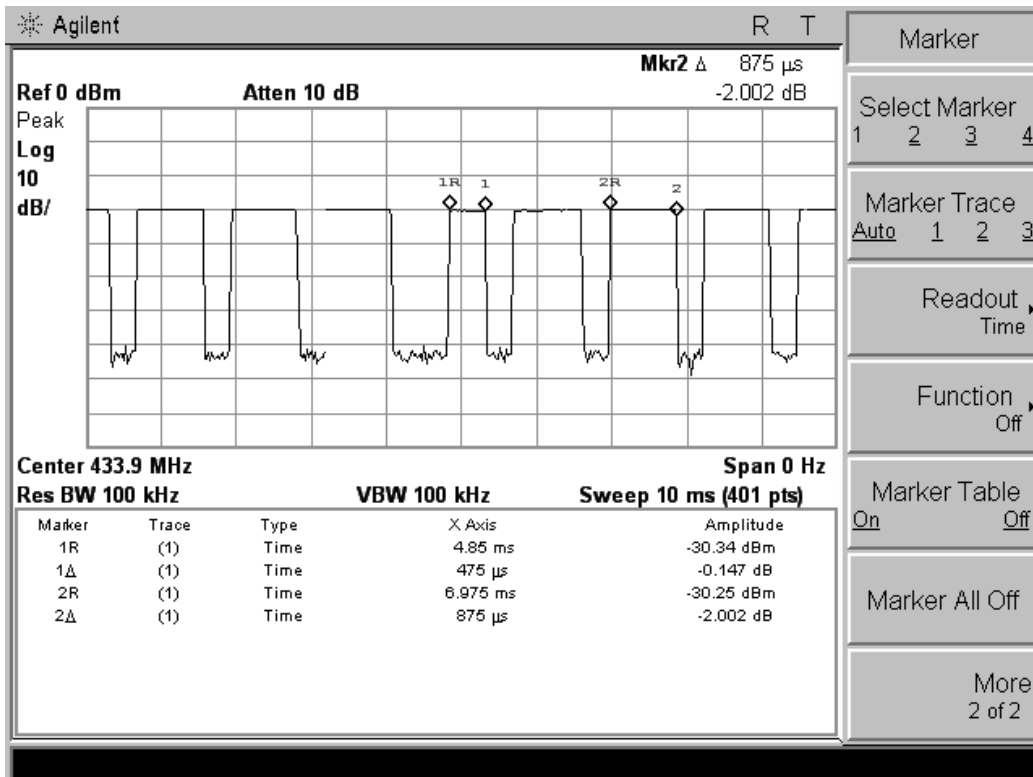 Agilent R T
Mkr2 Δ 875 μs
Ref 0 dBm Atten 10 dB -2.002 dB
Peak
Log
10
dB/
1R 1 2R 2
Center 433.9 MHz Span 0 Hz
Res BW 100 kHz VBW 100 kHz Sweep 10 ms (401 pts)
Marker Trace Type X Axis Amplitude
1R (1) Time 4.85 ms -30.34 dBm
1Δ (1) Time 475 μs -0.147 dB
2R (1) Time 6.975 ms -30.25 dBm
2Δ (1) Time 875 μs -2.002 dB
Marker
Select Marker
1 2 3 4
Marker Trace
Auto 1 2 3
Readout
Time
Function
Off
Marker Table
On Off
Marker All Off
More
2 of 2